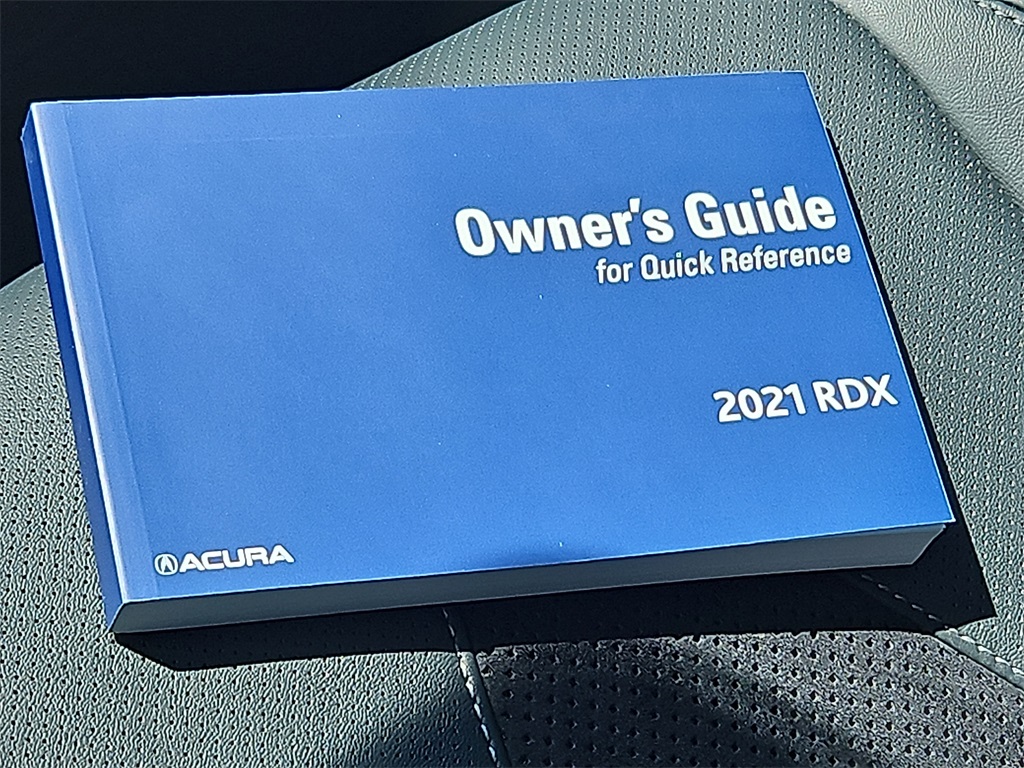 Owner's Guide
for Quick Reference
2021 RDX
ACURA